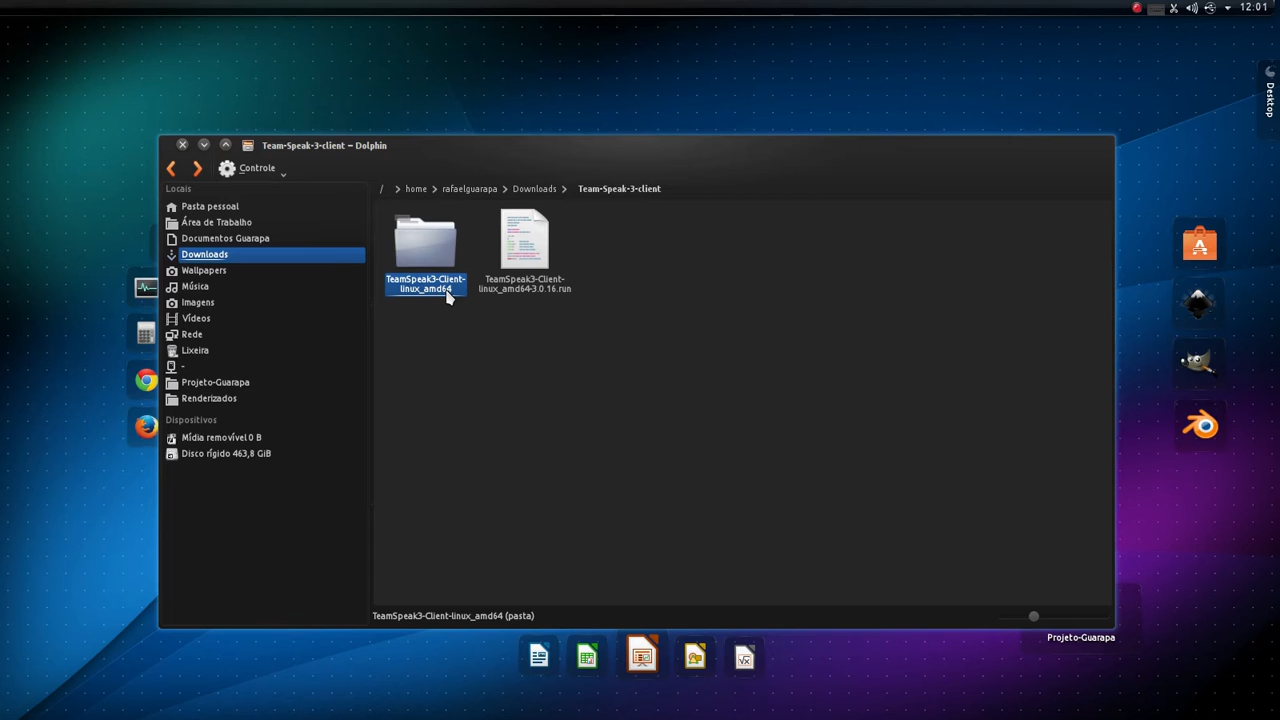 12:01
Desktop
Team-Speak-3-client – Dolphin
Controle
Locais
Pasta pessoal
Área de Trabalho
Documentos Guarapa
Downloads
Wallpapers
Música
Imagens
Vídeos
Rede
Lixeira
-
Projeto-Guarapa
Renderizados
Dispositivos
Mídia removível 0 B
Disco rígido 463,8 GiB
/ > home > rafaelguarapa > Downloads > Team-Speak-3-client
TeamSpeak3-Client-
linux_amd64
TeamSpeak3-Client-
linux_amd64-3.0.16.run
TeamSpeak3-Client-linux_amd64 (pasta)
Projeto-Guarapa